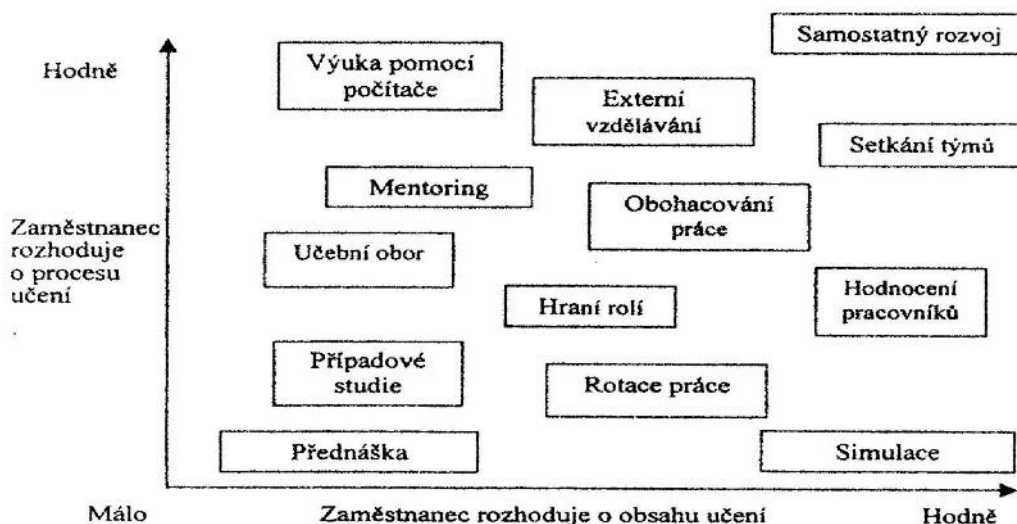 Samostatný rozvoj
Hodně
Výuka pomocí
počítače
Externí
vzdělávání
Setkání týmů
Mentoring
Obohacování
práce
Zaměstnanec
rozhoduje
o procesu
učení
Učební obor
Hodnocení
pracovníků
Hraní rolí
Případové
studie
Rotace práce
Přednáška
Simulace
Málo
Zaměstnanec rozhoduje o obsahu učení
Hodně